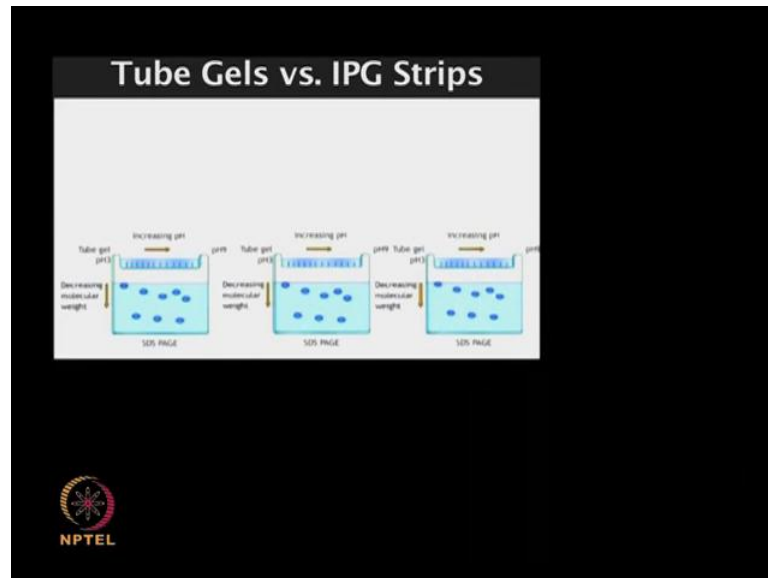 Tube Gels vs. IPG Strips
Increasing pH
Tube gel
pH3
pH9
Decreasing
molecular
weight
SDS PAGE
Increasing pH
Tube gel
pH3
pH9
Decreasing
molecular
weight
SDS PAGE
Increasing pH
Tube gel
pH3
pH9
Decreasing
molecular
weight
SDS PAGE
NPTEL